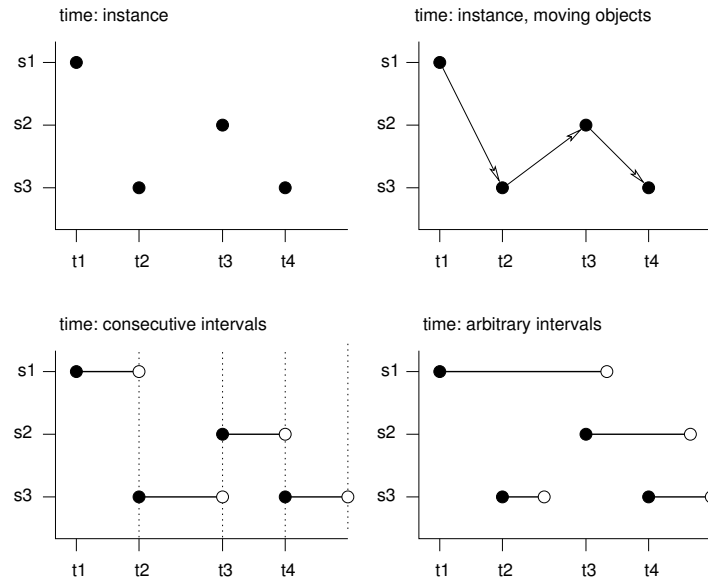 time: instance
s1
s2
s3
t1 t2 t3 t4
time: instance, moving objects
s1
s2
s3
t1 t2 t3 t4
time: consecutive intervals
s1
s2
s3
t1 t2 t3 t4
time: arbitrary intervals
s1
s2
s3
t1 t2 t3 t4